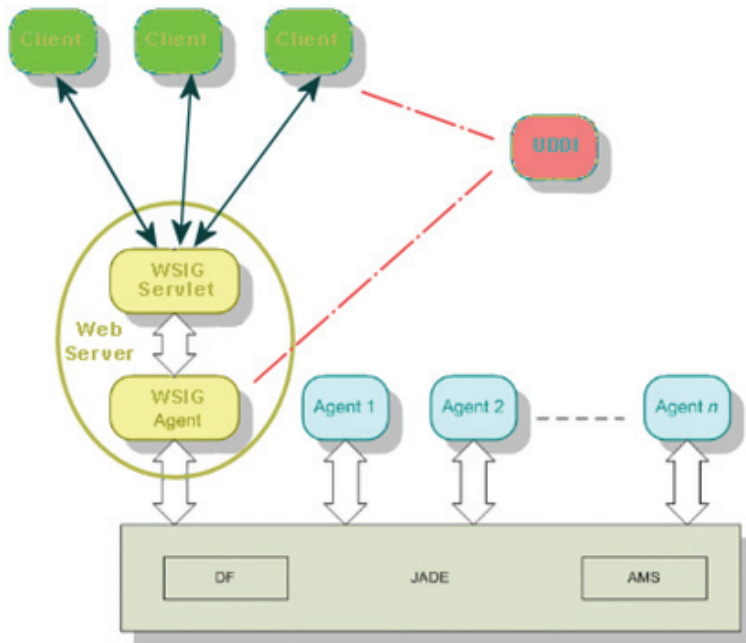 Client
Client
Client
UDDI
WSIG
Servlet
Web
Server
WSIG
Agent
Agent 1
Agent 2
Agent n
DF
JADE
AMS